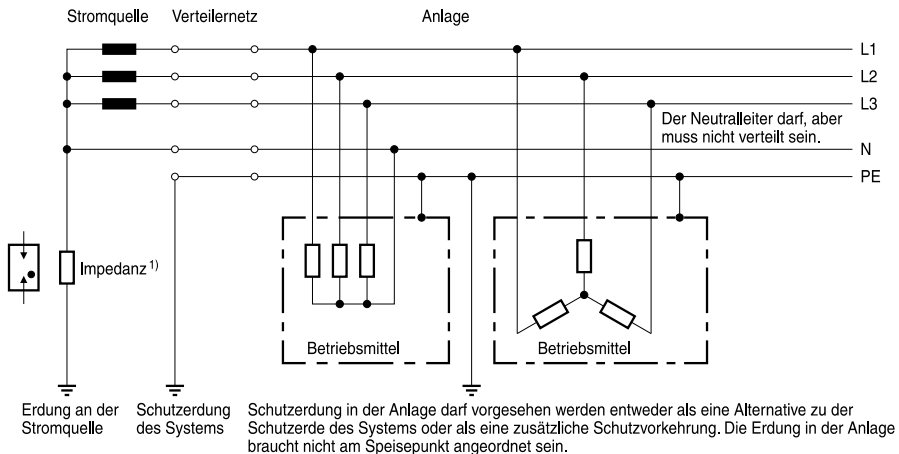 Stromquelle
Verteilernetz
Anlage
L1
L2
L3
Der Neutralleiter darf, aber
muss nicht verteilt sein.
N
PE
Impedanz 1)
Betriebsmittel
Betriebsmittel
Erdung an der
Stromquelle
Schutzerdung
des Systems
Schutzerdung in der Anlage darf vorgesehen werden entweder als eine Alternative zu der
Schutzerde des Systems oder als eine zusätzliche Schutzvorkehrung. Die Erdung in der Anlage
braucht nicht am Speisepunkt angeordnet sein.